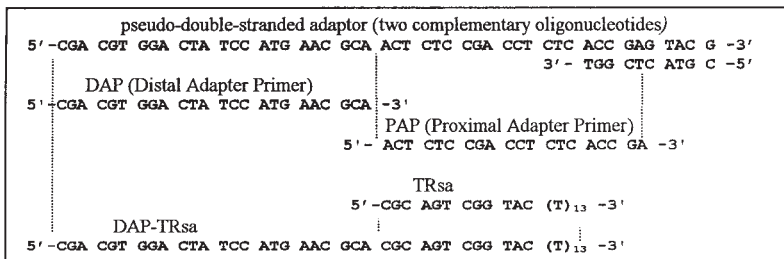 pseudo-double-stranded adaptor (two complementary oligonucleotides)
5'-CGA CGT GGA CTA TCC ATG AAC GCA ACT CTC CGA CCT CTC ACC GAG TAC G -3'
3'- TGG CTC ATG C -5'
DAP (Distal Adapter Primer)
5'-CGA CGT GGA CTA TCC ATG AAC GCA -3'
PAP (Proximal Adapter Primer)
5'- ACT CTC CGA CCT CTC ACC GA -3'
TRsa
5' -CGC AGT CGG TAC (T)13 -3'
DAP-TRsa
5'-CGA CGT GGA CTA TCC ATG AAC GCA CGC AGT CGG TAC (T)13 -3'